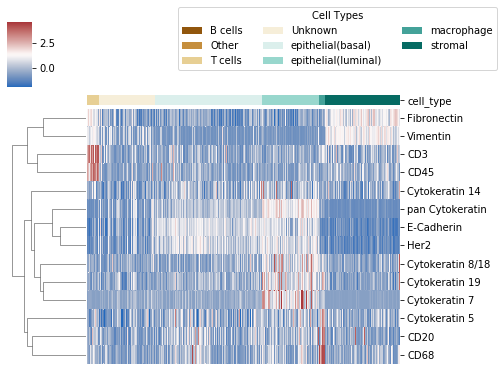 Cell Types
B cells
Other
T cells
Unknown
epithelial(basal)
epithelial(luminal)
macrophage
stromal
2.5
0.0
cell_type
Fibronectin
Vimentin
CD3
CD45
Cytokeratin 14
pan Cytokeratin
E-Cadherin
Her2
Cytokeratin 8/18
Cytokeratin 19
Cytokeratin 7
Cytokeratin 5
CD20
CD68